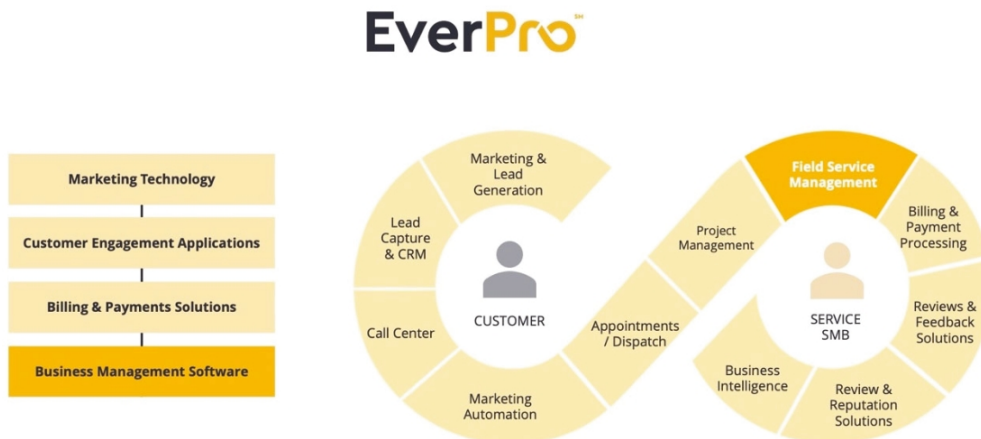 EverPro℠
Marketing Technology
Customer Engagement Applications
Billing & Payments Solutions
Business Management Software
Marketing &
Lead
Generation
Lead
Capture
& CRM
Call Center
Marketing
Automation
CUSTOMER
Appointments
/ Dispatch
Project
Management
Field Service
Management
Billing &
Payment
Processing
Reviews &
Feedback
Solutions
Review &
Reputation
Solutions
Business
Intelligence
SERVICE
SMB